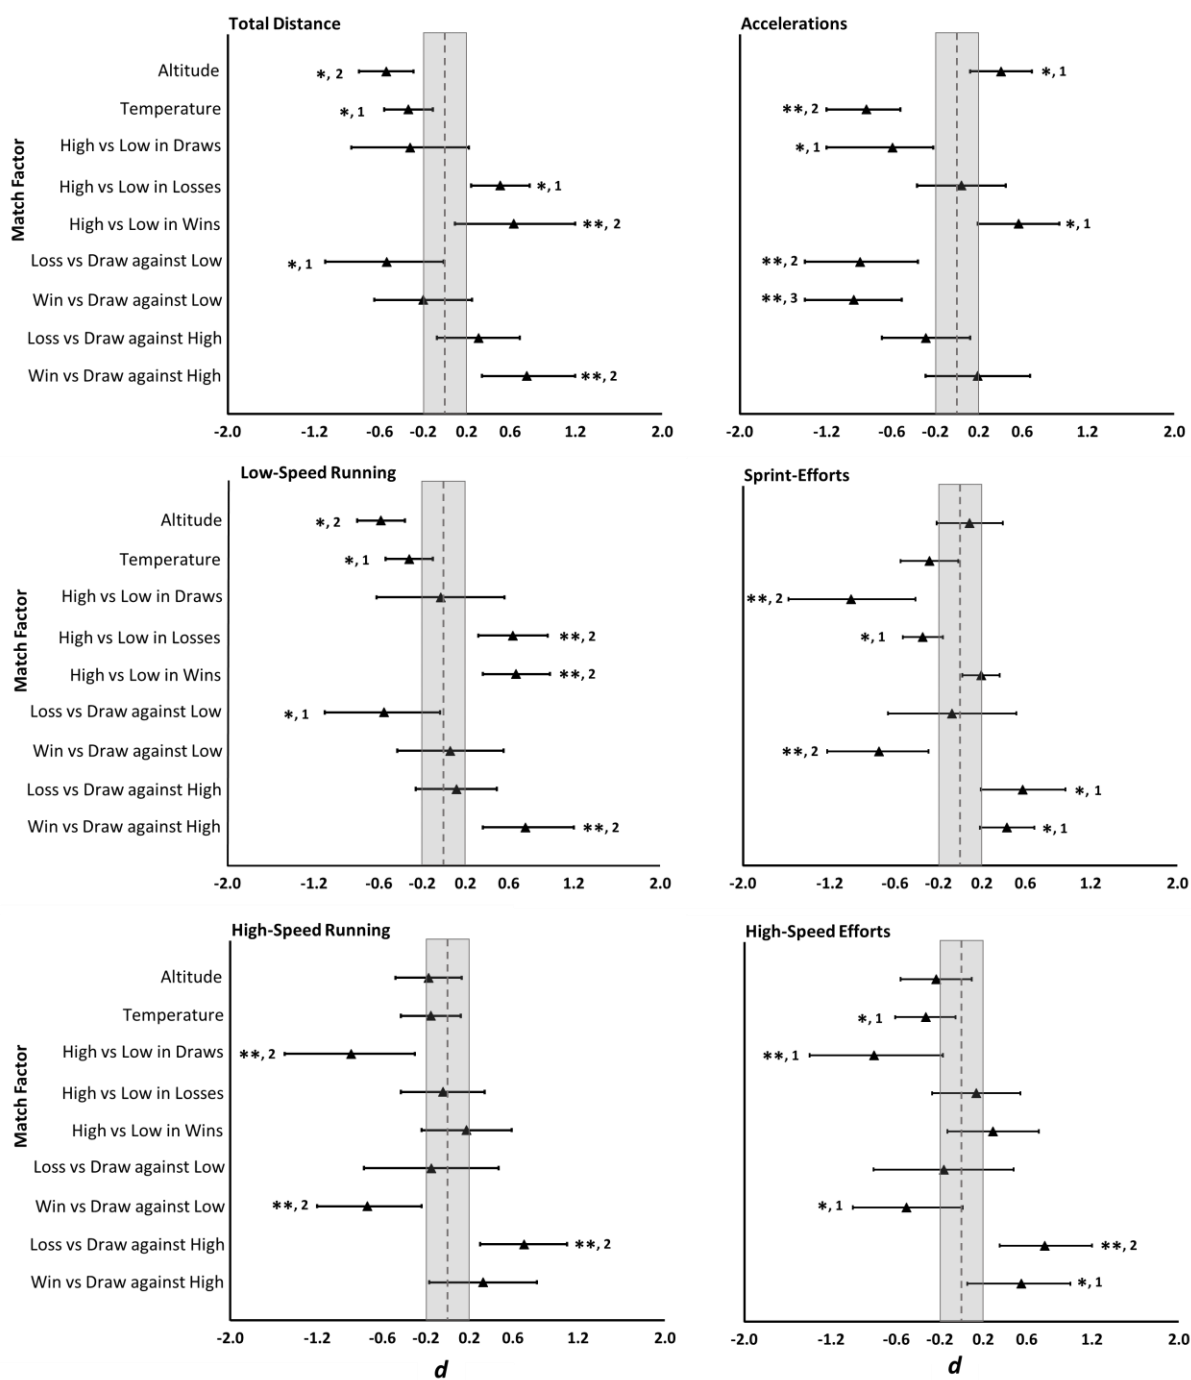 Total Distance
Match Factor
Altitude *, 2
Temperature *, 1
High vs Low in Draws
High vs Low in Losses *, 1
High vs Low in Wins **, 2
Loss vs Draw against Low *, 1
Win vs Draw against Low
Loss vs Draw against High
Win vs Draw against High **, 2
-2.0 -1.2 -0.6 -0.2 0.2 0.6 1.2 2.0
Accelerations
*, 1
**, 2
*, 1
*, 1
**, 2
**, 3
-2.0 -1.2 -0.6 -0.2 0.2 0.6 1.2 2.0
Low-Speed Running
Match Factor
Altitude *, 2
Temperature *, 1
High vs Low in Draws
High vs Low in Losses **, 2
High vs Low in Wins **, 2
Loss vs Draw against Low *, 1
Win vs Draw against Low
Loss vs Draw against High
Win vs Draw against High **, 2
-2.0 -1.2 -0.6 -0.2 0.2 0.6 1.2 2.0
Sprint-Efforts
**, 2
*, 1
**, 2
*, 1
*, 1
-2.0 -1.2 -0.6 -0.2 0.2 0.6 1.2 2.0
High-Speed Running
Match Factor
Altitude
Temperature
High vs Low in Draws **, 2
High vs Low in Losses
High vs Low in Wins
Loss vs Draw against Low
Win vs Draw against Low **, 2
Loss vs Draw against High **, 2
Win vs Draw against High
-2.0 -1.2 -0.6 -0.2 0.2 0.6 1.2 2.0
d
High-Speed Efforts
*, 1
**, 1
*, 1
**, 2
*, 1
-2.0 -1.2 -0.6 -0.2 0.2 0.6 1.2 2.0
d